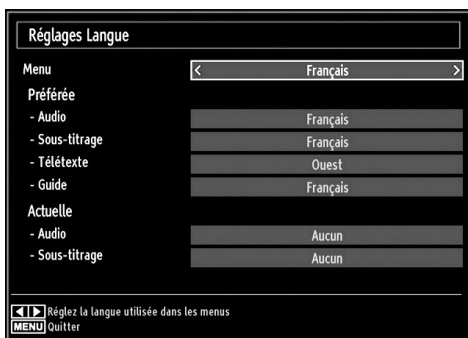 Réglages Langue
Menu < Français >
Préférée
- Audio Français
- Sous-titrage Français
- Télétexte Ouest
- Guide Français
Actuelle
- Audio Aucun
- Sous-titrage Aucun
◀ ▶ Réglez la langue utilisée dans les menus
MENU Quitter